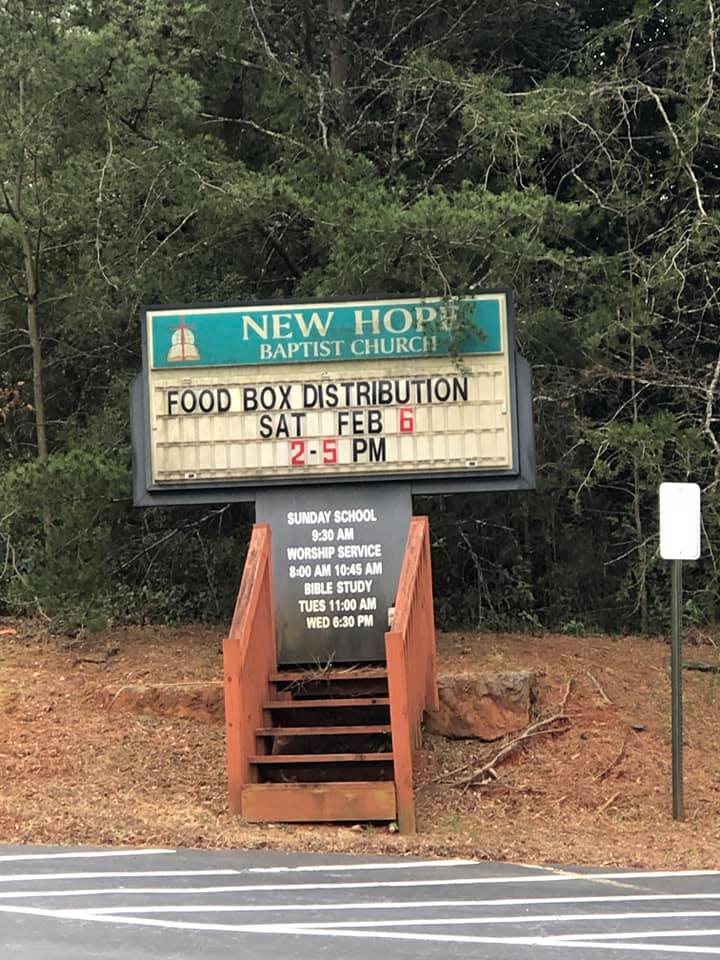 NEW HOPE
BAPTIST CHURCH
FOOD BOX DISTRIBUTION
SAT FEB 6
2-5 PM
SUNDAY SCHOOL
9:30 AM
WORSHIP SERVICE
8:00 AM 10:45 AM
BIBLE STUDY
TUES 11:00 AM
WED 6:30 PM